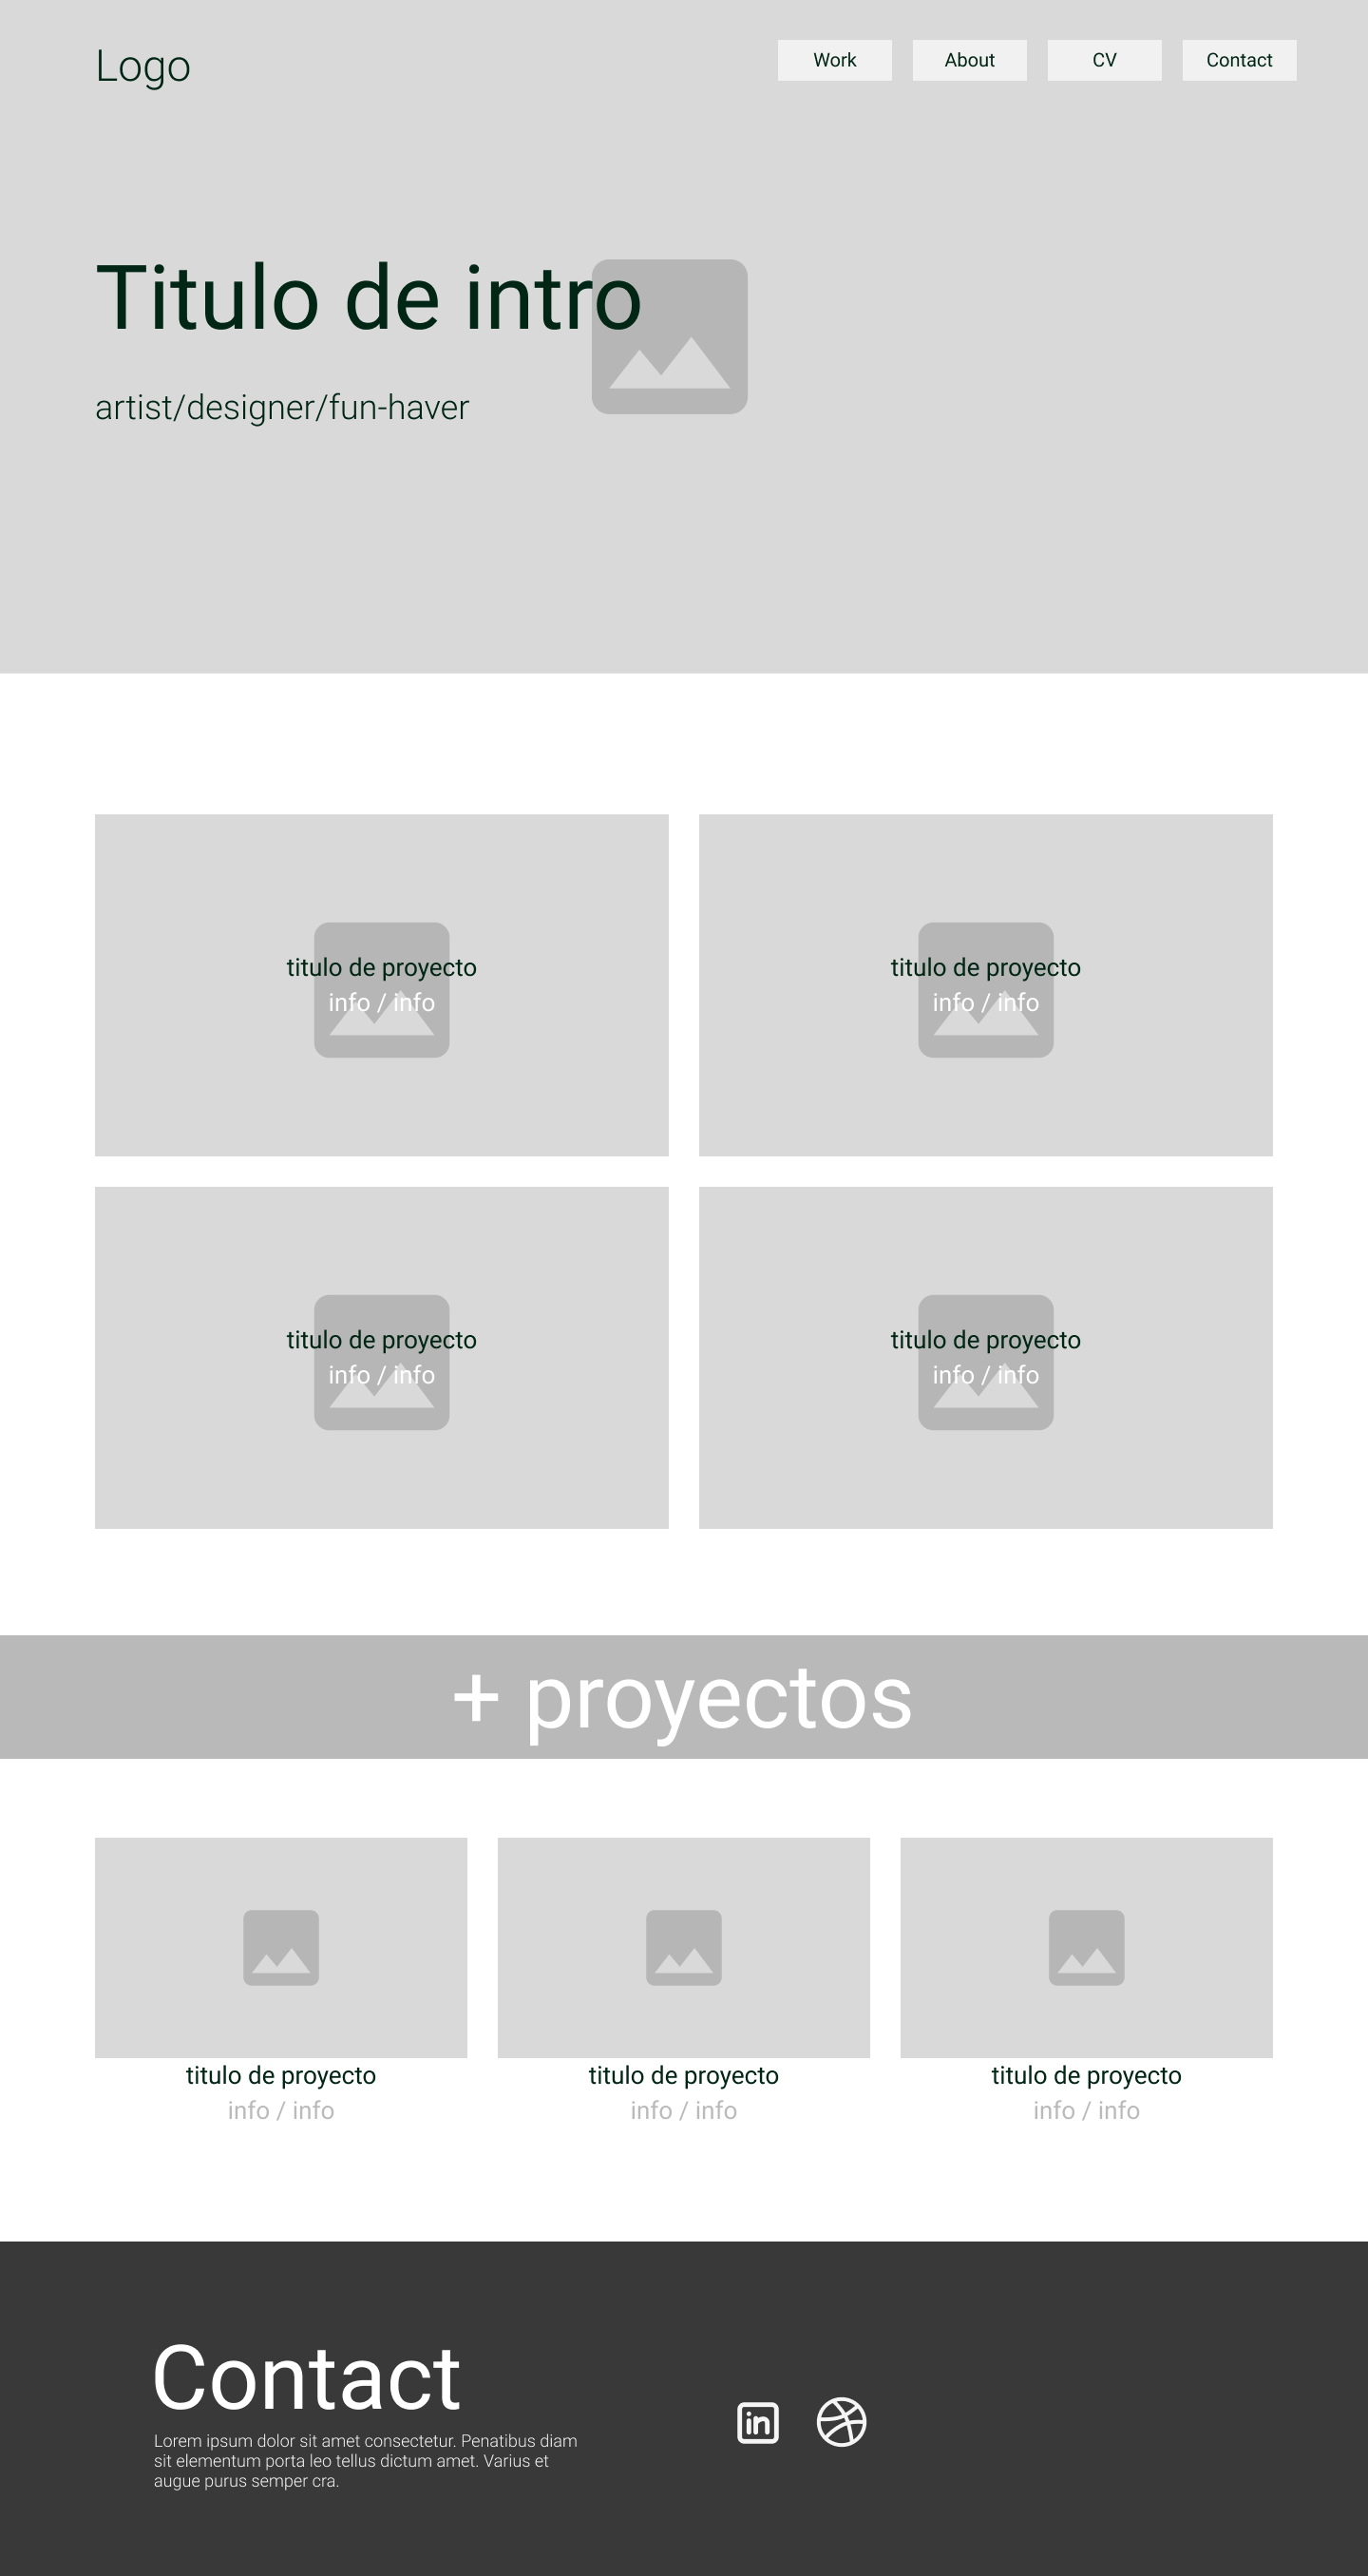 Logo
Work
About
CV
Contact
Titulo de intro
artist/designer/fun-haver
titulo de proyecto
info / info
titulo de proyecto
info / info
titulo de proyecto
info / info
titulo de proyecto
info / info
+ proyectos
titulo de proyecto
info / info
titulo de proyecto
info / info
titulo de proyecto
info / info
Contact
Lorem ipsum dolor sit amet consectetur. Penatibus diam
sit elementum porta leo tellus dictum amet. Varius et
augue purus semper cra.
in